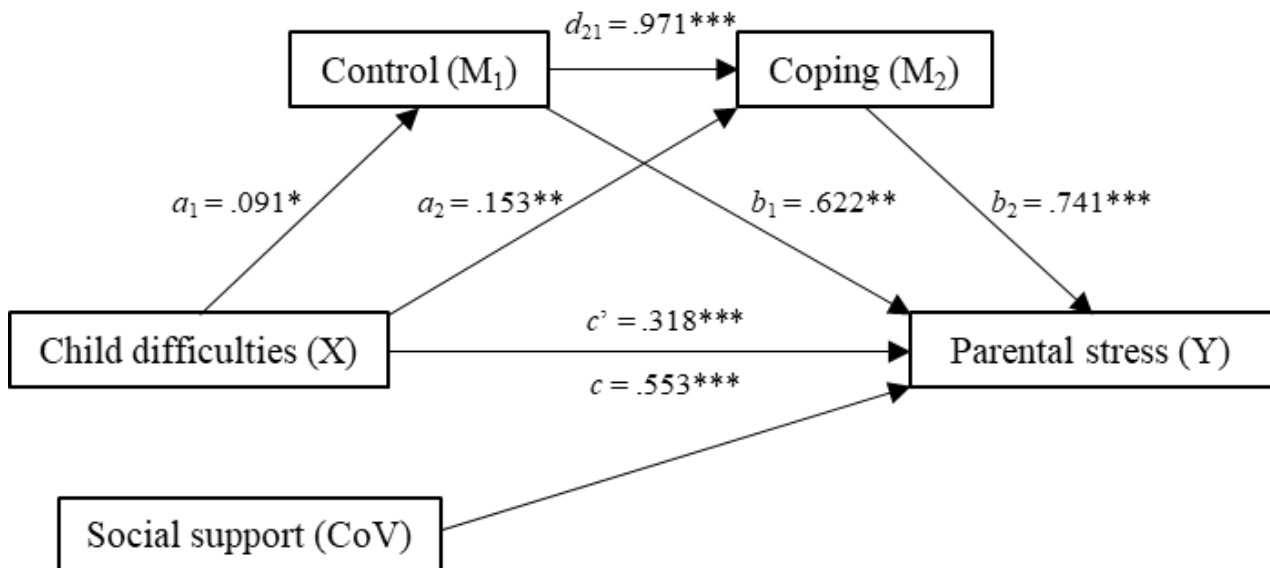 d₂₁ = .971***
Control (M₁)
Coping (M₂)
a₁ = .091*
a₂ = .153**
b₁ = .622**
b₂ = .741***
c’ = .318***
Child difficulties (X)
Parental stress (Y)
c = .553***
Social support (CoV)